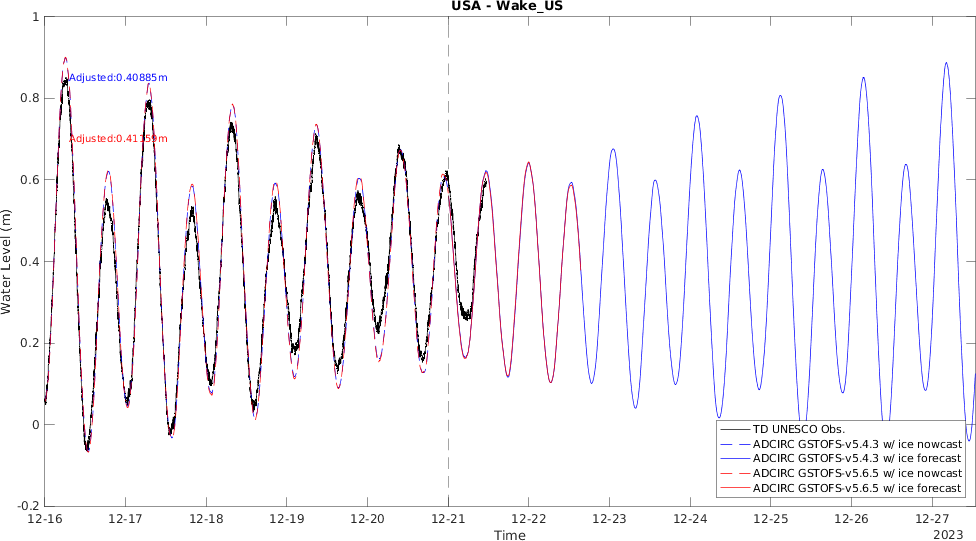 USA - Wake_US
1
0.8
0.6
0.4
0.2
0
-0.2
Water Level (m)
Adjusted:0.40885m
Adjusted:0.41159m
TD UNESCO Obs.
ADCIRC GSTOFS-v5.4.3 w/ ice nowcast
ADCIRC GSTOFS-v5.4.3 w/ ice forecast
ADCIRC GSTOFS-v5.6.5 w/ ice nowcast
ADCIRC GSTOFS-v5.6.5 w/ ice forecast
12-16 12-17 12-18 12-19 12-20 12-21 12-22 12-23 12-24 12-25 12-26 12-27
Time
2023